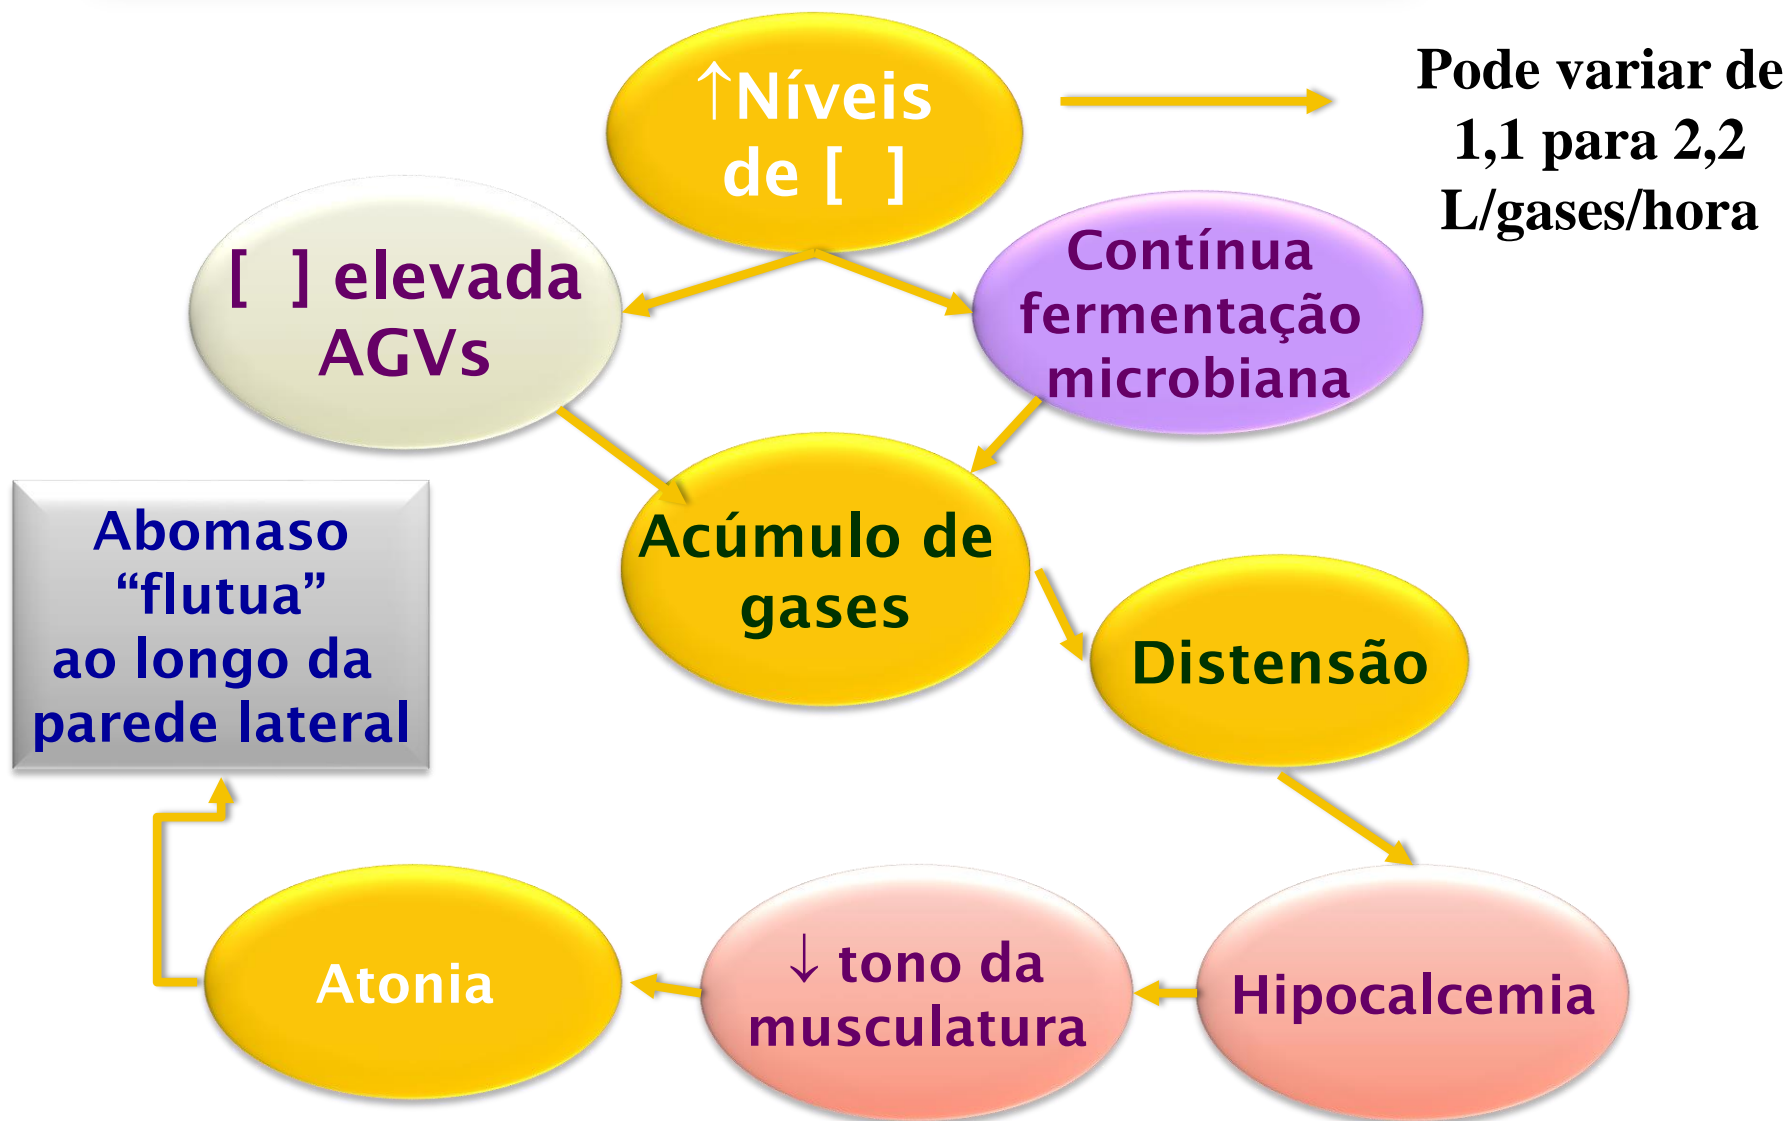 ↑Níveis
de [ ]
Pode variar de
1,1 para 2,2
L/gases/hora
[ ] elevada
AGVs
Contínua
fermentação
microbiana
Acúmulo de
gases
Distensão
Abomaso
“flutua”
ao longo da
parede lateral
Atonia
↓ tono da
musculatura
Hipocalcemia